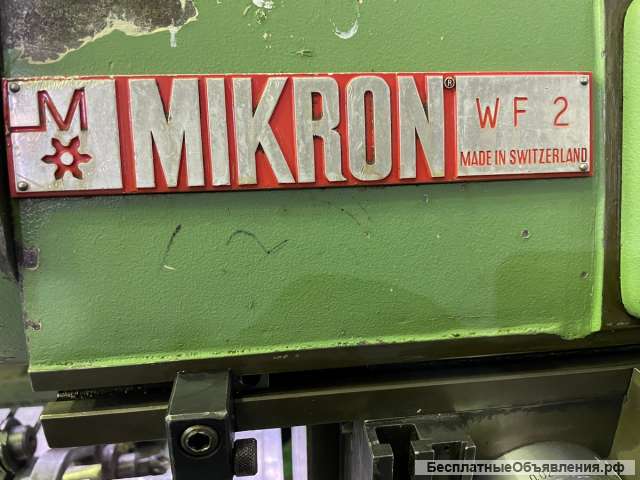 M
MIKRON®
WF 2
MADE IN SWITZERLAND
БесплатныеОбъявления.рф